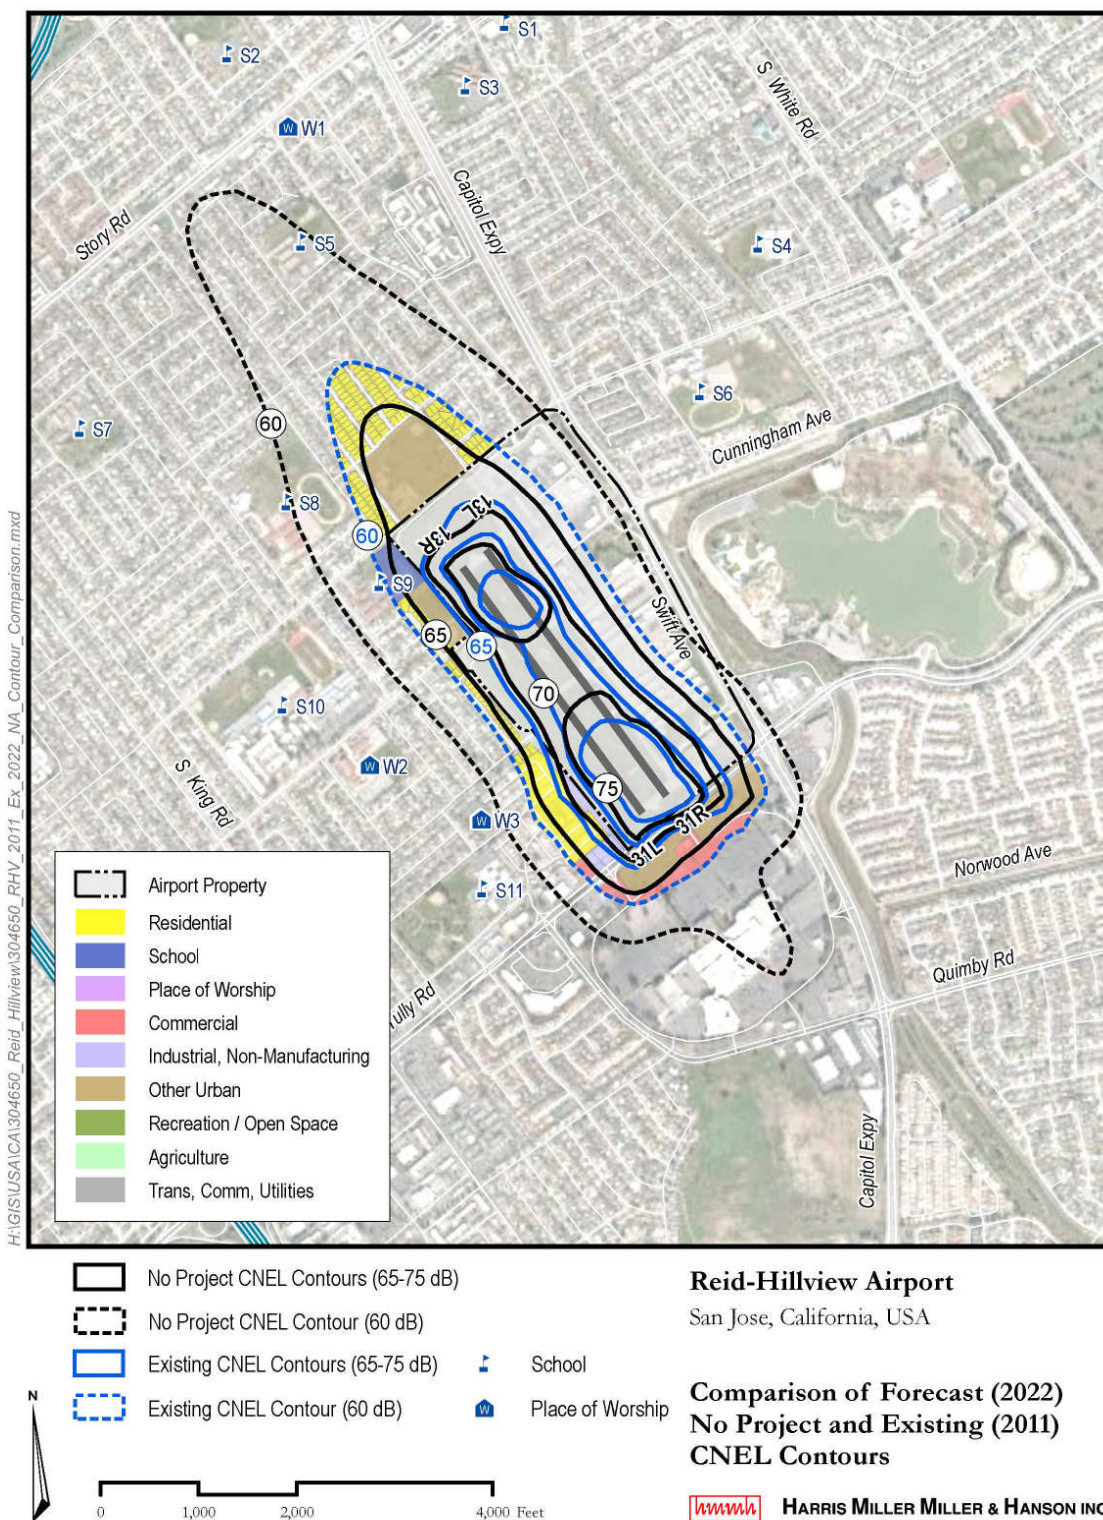 S1
S2
S3
W1
S White Rd
Capitol Expy
Story Rd
S5
S4
S6
60
S7
Cunningham Ave
S8
13L
13R
60
S9
Swift Ave
65
65
70
S10
W2
75
S King Rd
W3
31R
31L
Norwood Ave
S11
Quimby Rd
Tully Rd
Capitol Expy
Airport Property
Residential
School
Place of Worship
Commercial
Industrial, Non-Manufacturing
Other Urban
Recreation / Open Space
Agriculture
Trans, Comm, Utilities
H:\GIS\USA\CA\304650_Reid_Hillview\304650_RHV_2011_Ex_2022_NA_Contour_Comparison.mxd
No Project CNEL Contours (65-75 dB)
No Project CNEL Contour (60 dB)
Existing CNEL Contours (65-75 dB)
Existing CNEL Contour (60 dB)
School
Place of Worship
Reid-Hillview Airport
San Jose, California, USA
Comparison of Forecast (2022)
No Project and Existing (2011)
CNEL Contours
N
0 1,000 2,000 4,000 Feet
HARRIS MILLER MILLER & HANSON INC